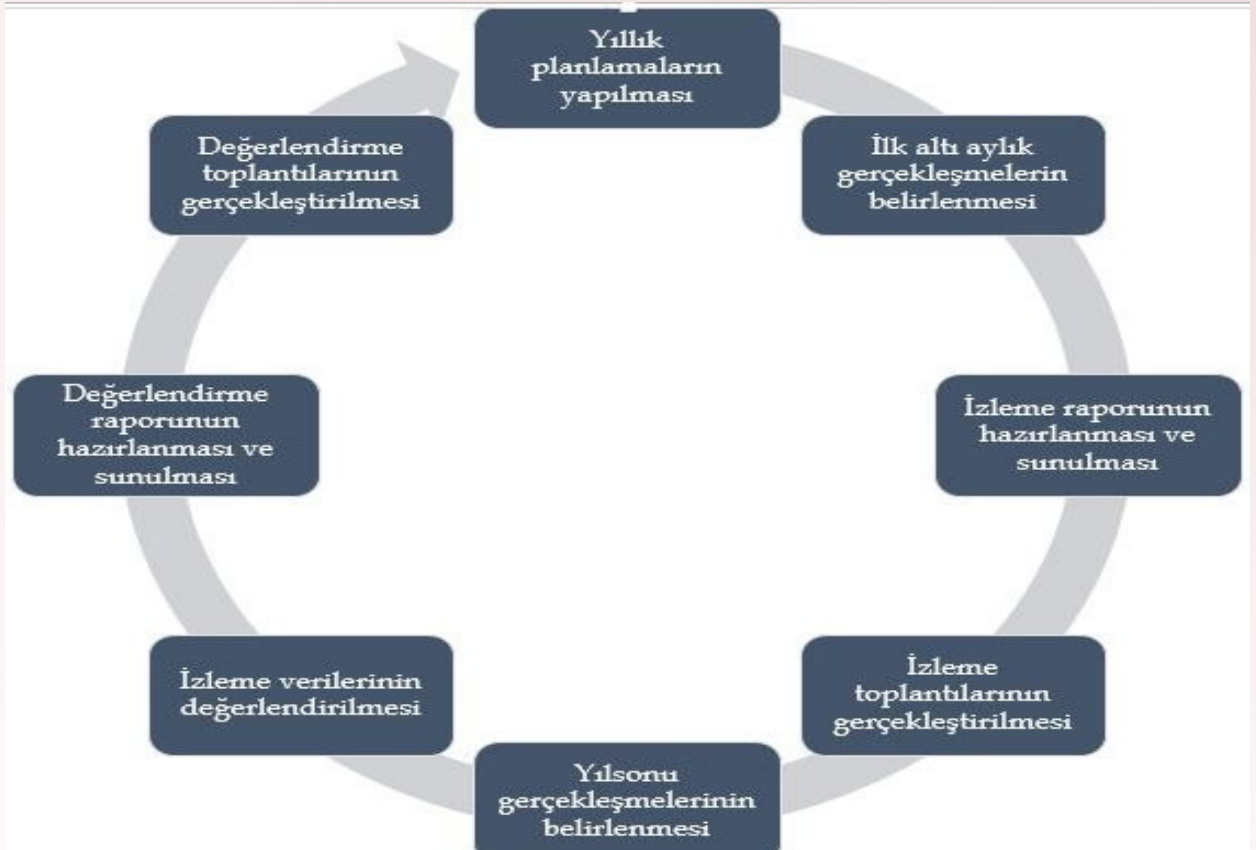 Yıllık
planlamaların
yapılması
İlk altı aylık
gerçekleşmelerin
belirlenmesi
İzleme raporunun
hazırlanması ve
sunulması
İzleme
toplantılarının
gerçekleştirilmesi
Yılsonu
gerçekleşmelerinin
belirlenmesi
İzleme verilerinin
değerlendirilmesi
Değerlendirme
raporunun
hazırlanması ve
sunulması
Değerlendirme
toplantılarının
gerçekleştirilmesi